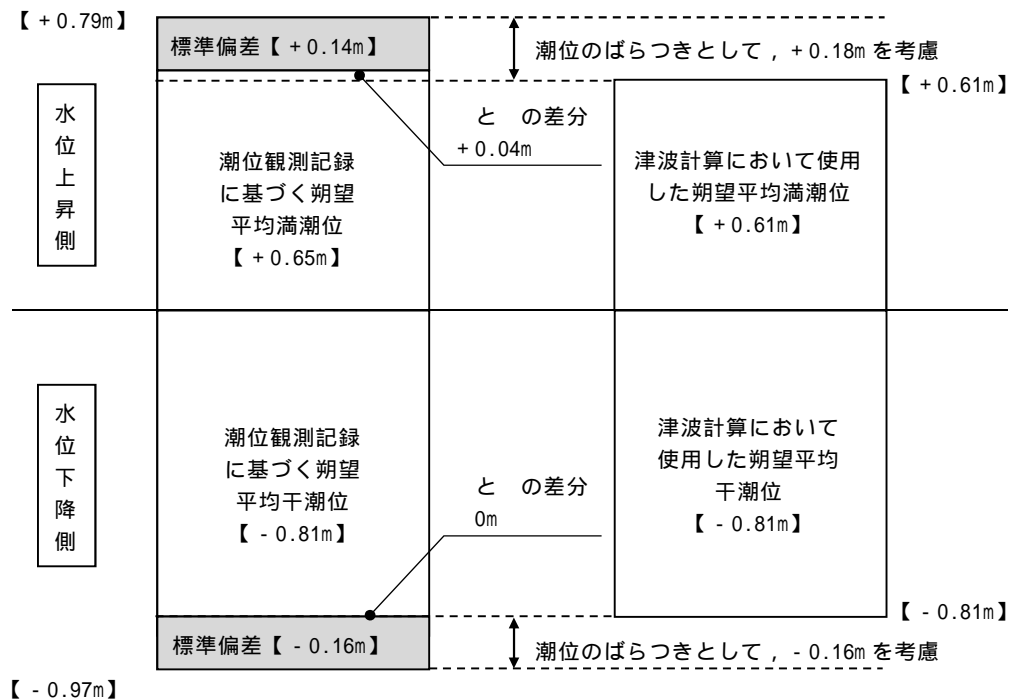 【 +0.79m】
標準偏差【 +0.14m】
潮位のばらつきとして , +0.18m を考慮
【 +0.61m】
水位上昇側
と　の差分
+0.04m
潮位観測記録
に基づく朔望
平均満潮位
【 +0.65m】
津波計算において使用
した朔望平均満潮位
【 +0.61m】
水位下降側
潮位観測記録
に基づく朔望
平均干潮位
【 -0.81m】
と　の差分
0m
津波計算において
使用した朔望平均
干潮位
【 -0.81m】
【 -0.81m】
標準偏差【 -0.16m】
潮位のばらつきとして , -0.16m を考慮
【 -0.97m】